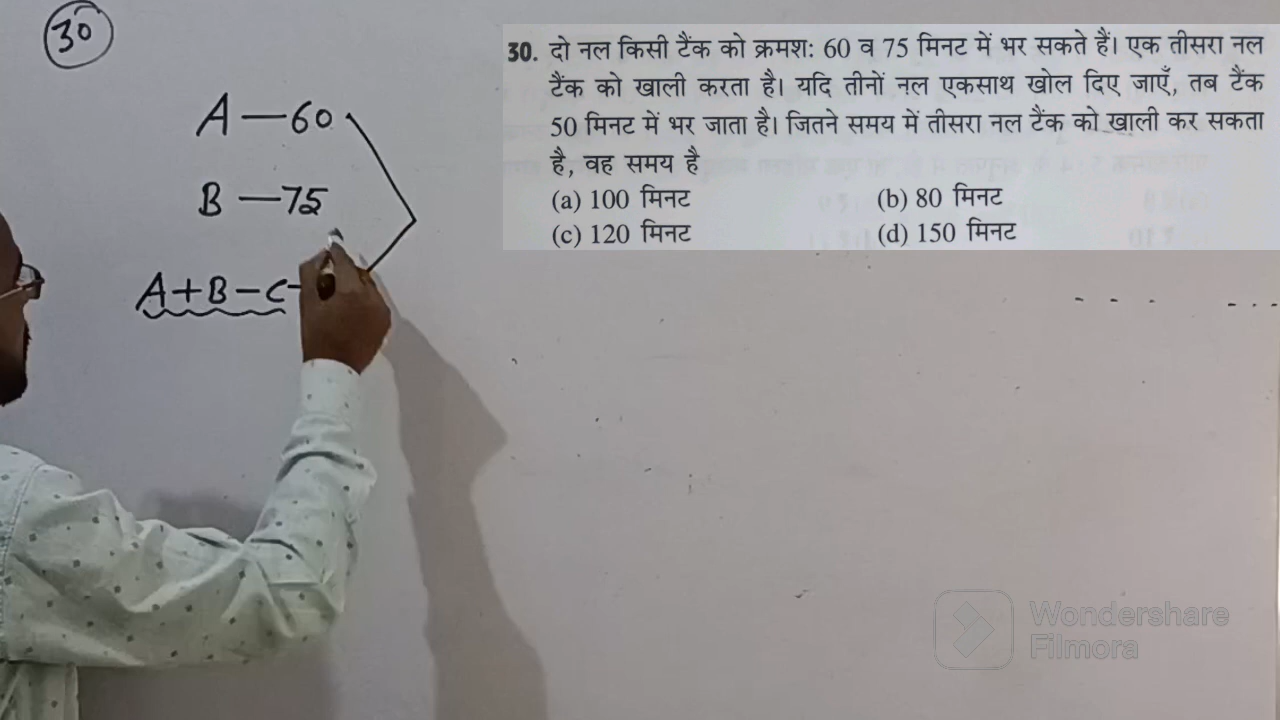 30
A — 60
B — 75
A + B - C -
30. दो नल किसी टैंक को क्रमश: 60 व 75 मिनट में भर सकते हैं। एक तीसरा नल
टैंक को खाली करता है। यदि तीनों नल एकसाथ खोल दिए जाएँ, तब टैंक
50 मिनट में भर जाता है। जितने समय में तीसरा नल टैंक को खाली कर सकता
है, वह समय है
(a) 100 मिनट (b) 80 मिनट
(c) 120 मिनट (d) 150 मिनट
Wondershare
Filmora